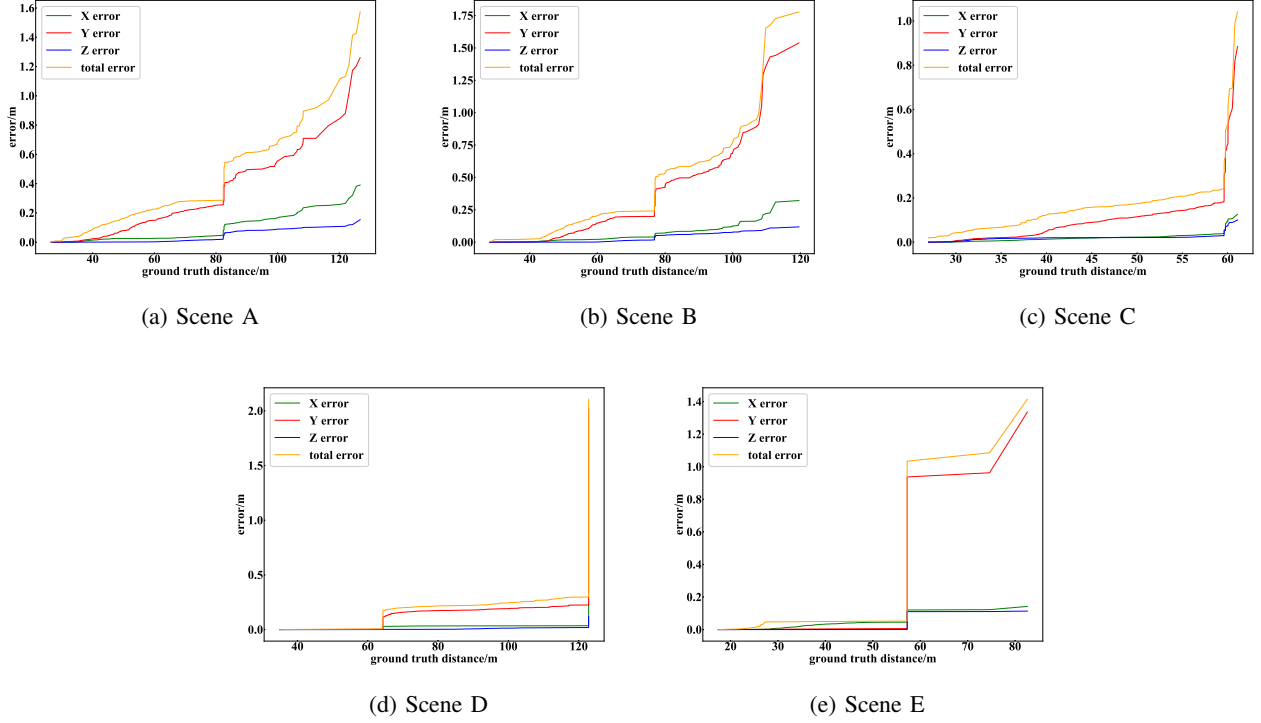 1.6
1.4
1.2
1.0
0.8
0.6
0.4
0.2
0.0
error/m
X error
Y error
Z error
total error
40 60 80 100 120
ground truth distance/m
(a) Scene A
1.75
1.50
1.25
1.00
0.75
0.50
0.25
0.00
error/m
X error
Y error
Z error
total error
40 60 80 100 120
ground truth distance/m
(b) Scene B
1.0
0.8
0.6
0.4
0.2
0.0
error/m
X error
Y error
Z error
total error
30 35 40 45 50 55 60
ground truth distance/m
(c) Scene C
2.0
1.5
1.0
0.5
0.0
error/m
X error
Y error
Z error
total error
40 60 80 100 120
ground truth distance/m
(d) Scene D
1.4
1.2
1.0
0.8
0.6
0.4
0.2
0.0
error/m
X error
Y error
Z error
total error
20 30 40 50 60 70 80
ground truth distance/m
(e) Scene E